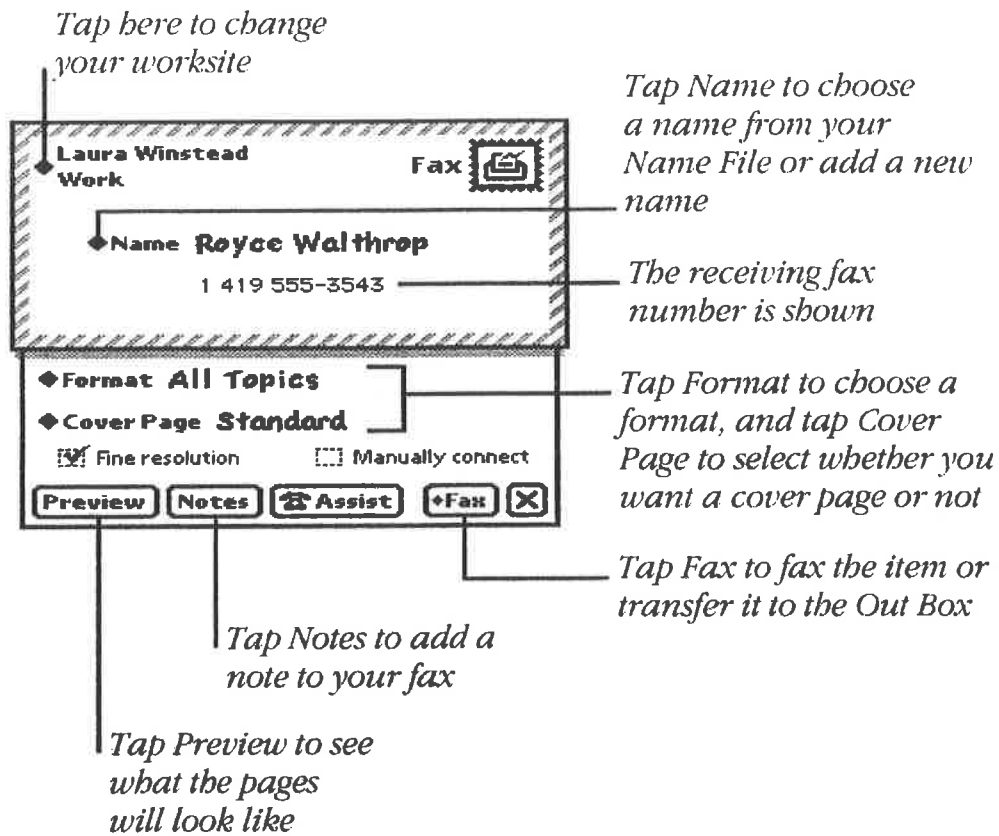 Tap here to change
your worksite
Tap Name to choose
a name from your
Name File or add a new
name
Laura Winstead
Work
Fax
Name Royce Walthrop
1 419 555-3543
The receiving fax
number is shown
Format All Topics
Cover Page Standard
Fine resolution
Manually connect
Preview
Notes
Assist
Fax
Tap Format to choose a
format, and tap Cover
Page to select whether you
want a cover page or not
Tap Fax to fax the item or
transfer it to the Out Box
Tap Notes to add a
note to your fax
Tap Preview to see
what the pages
will look like